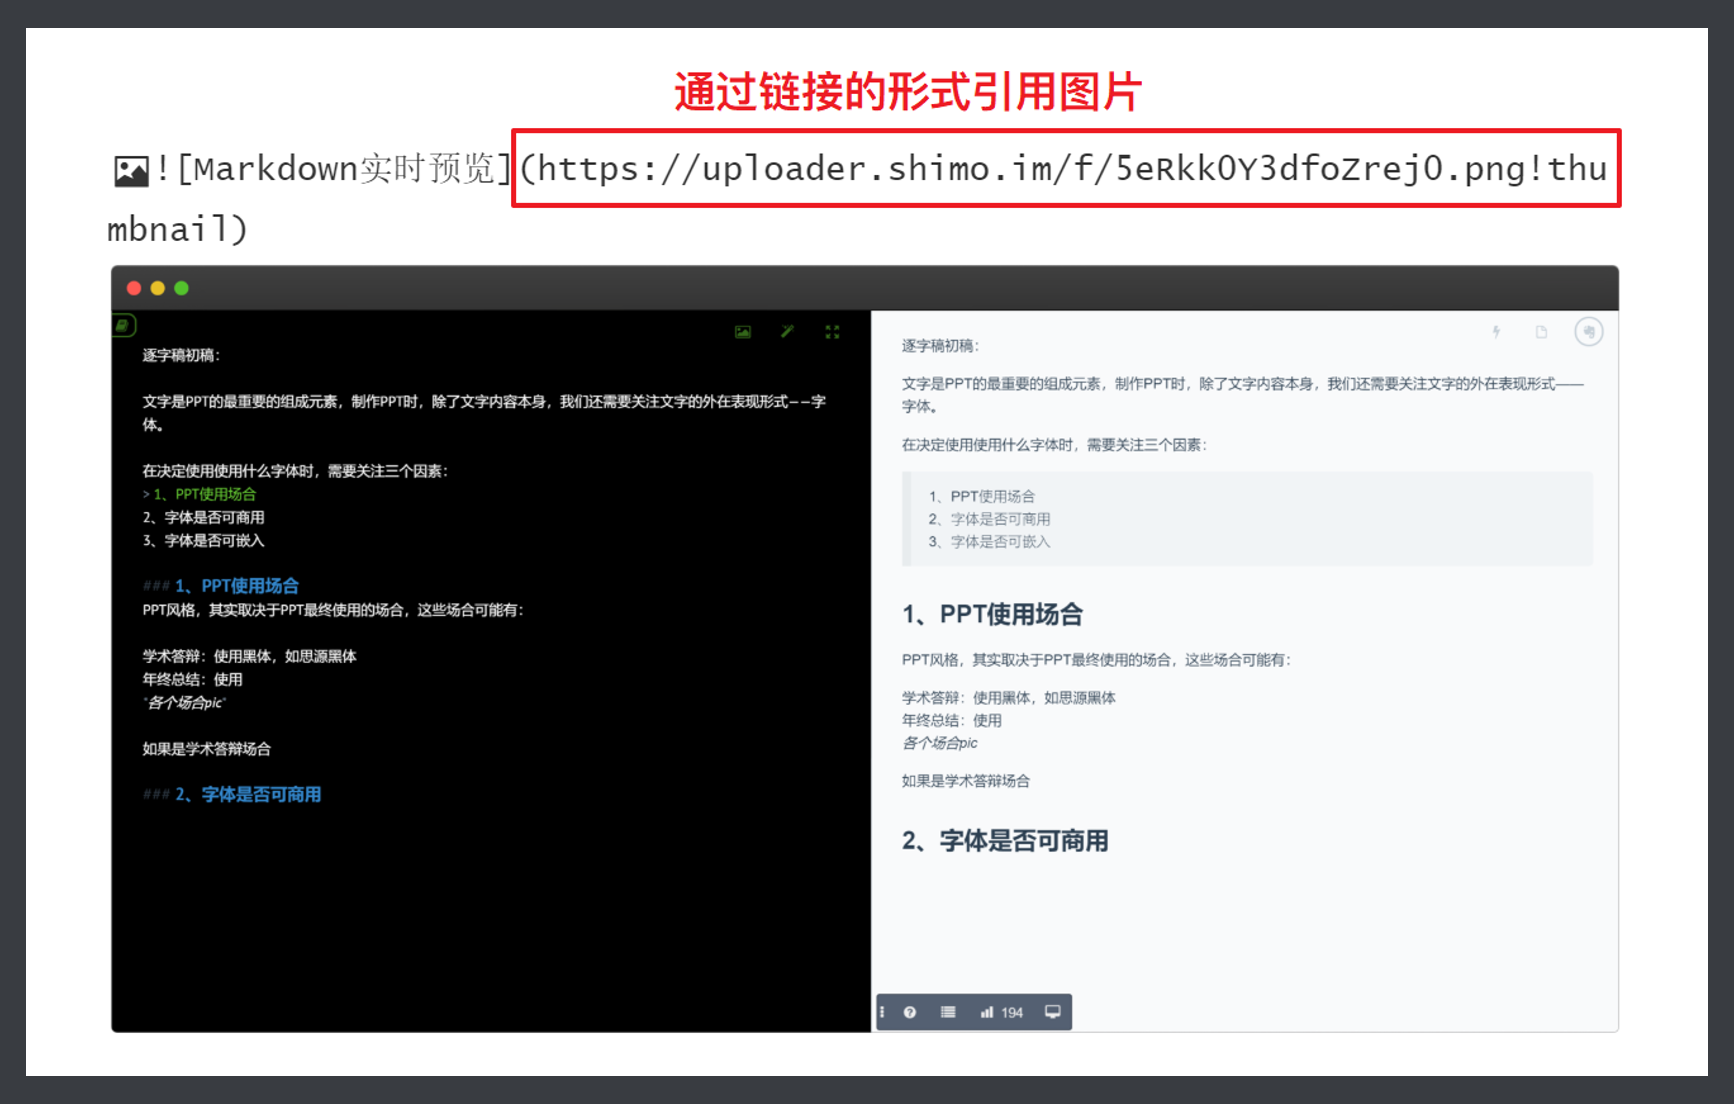 通过链接的形式引用图片
![Markdown实时预览](https://uploader.shimo.im/f/5eRkkOY3dfoZrejO.png!thu
mbnail)
逐字稿初稿：
文字是PPT的最重要的组成元素，制作PPT时，除了文字内容本身，我们还需要关注文字的外在表现形式——字
体。
在决定使用使用什么字体时，需要关注三个因素：
> 1、PPT使用场合
2、字体是否可商用
3、字体是否可嵌入
### 1、PPT使用场合
PPT风格，其实取决于PPT最终使用的场合，这些场合可能有：
学术答辩：使用黑体，如思源黑体
年终总结：使用
*各个场合pic*
如果是学术答辩场合
### 2、字体是否可商用
逐字稿初稿：
文字是PPT的最重要的组成元素，制作PPT时，除了文字内容本身，我们还需要关注文字的外在表现形式——
字体。
在决定使用使用什么字体时，需要关注三个因素：
1、PPT使用场合
2、字体是否可商用
3、字体是否可嵌入
1、PPT使用场合
PPT风格，其实取决于PPT最终使用的场合，这些场合可能有：
学术答辩：使用黑体，如思源黑体
年终总结：使用
各个场合pic
如果是学术答辩场合
2、字体是否可商用
194